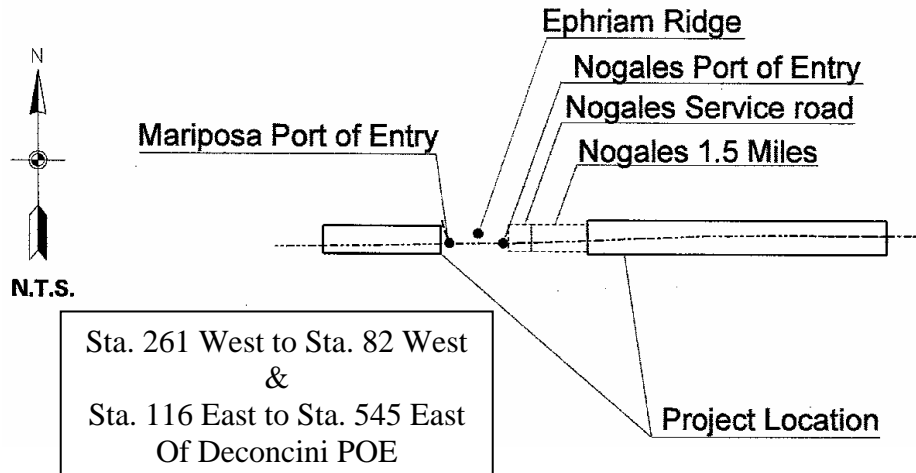 Ephriam Ridge
N
Nogales Port of Entry
Nogales Service road
Mariposa Port of Entry
Nogales 1.5 Miles
N.T.S.
Sta. 261 West to Sta. 82 West
&
Sta. 116 East to Sta. 545 East
Of Deconcini POE
Project Location